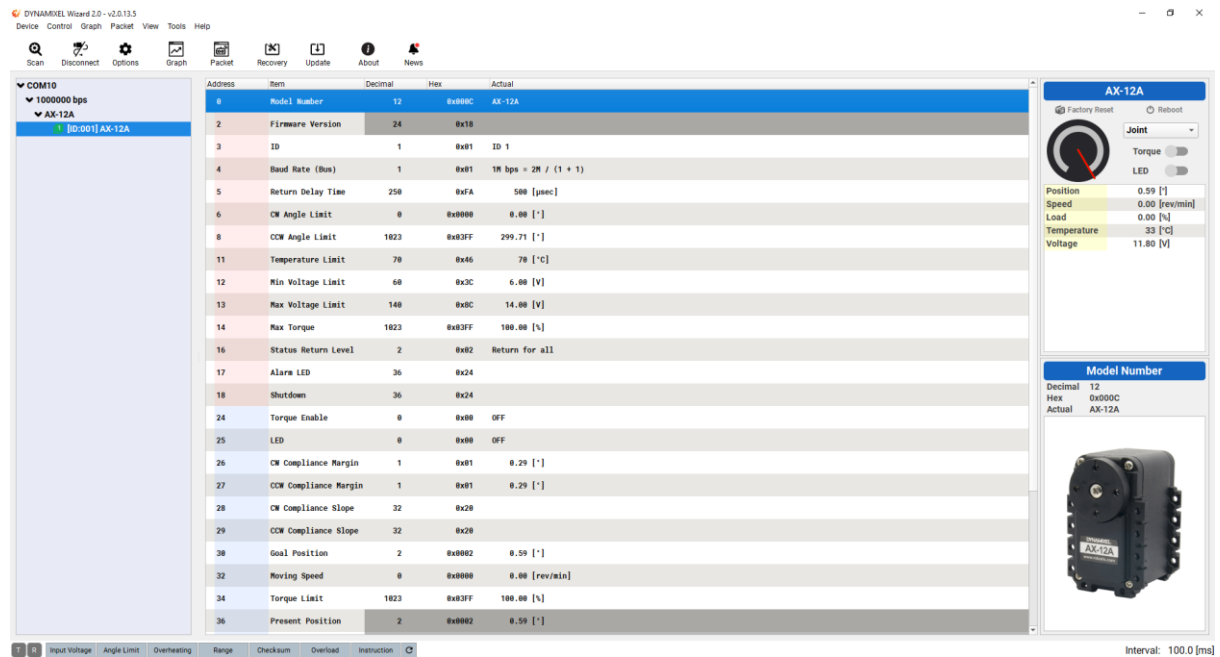 DYNAMIXEL Wizard 2.0 - v2.0.13.5
Device Control Graph Packet View Tools Help
Scan Disconnect Options Graph Packet Recovery Update About News
COM10
1000000 bps
AX-12A
[ID:001] AX-12A
Address Item Decimal Hex Actual
0 Model Number 12 0x000C AX-12A
2 Firmware Version 24 0x18
3 ID 1 0x01 ID 1
4 Baud Rate (Bus) 1 0x01 1M bps = 2M / (1 + 1)
5 Return Delay Time 250 0xFA 500 [μsec]
6 CW Angle Limit 0 0x0000 0.00 [°]
8 CCW Angle Limit 1023 0x03FF 299.71 [°]
11 Temperature Limit 70 0x46 70 [°C]
12 Min Voltage Limit 60 0x3C 6.00 [V]
13 Max Voltage Limit 140 0x8C 14.00 [V]
14 Max Torque 1023 0x03FF 100.00 [%]
16 Status Return Level 2 0x02 Return for all
17 Alarm LED 36 0x24
18 Shutdown 36 0x24
24 Torque Enable 0 0x00 OFF
25 LED 0 0x00 OFF
26 CW Compliance Margin 1 0x01 0.29 [°]
27 CCW Compliance Margin 1 0x01 0.29 [°]
28 CW Compliance Slope 32 0x20
29 CCW Compliance Slope 32 0x20
30 Goal Position 2 0x0002 0.59 [°]
32 Moving Speed 0 0x0000 0.00 [rev/min]
34 Torque Limit 1023 0x03FF 100.00 [%]
36 Present Position 2 0x0002 0.59 [°]
AX-12A
Factory Reset Reboot
Joint
Torque
LED
Position 0.59 [°]
Speed 0.00 [rev/min]
Load 0.00 [%]
Temperature 33 [°C]
Voltage 11.80 [V]
Model Number
Decimal 12
Hex 0x000C
Actual AX-12A
DYNAMIXEL
AX-12A
www.robotis.com
T R Input Voltage Angle Limit Overheating Range Checksum Overload Instruction
Interval: 100.0 [ms]